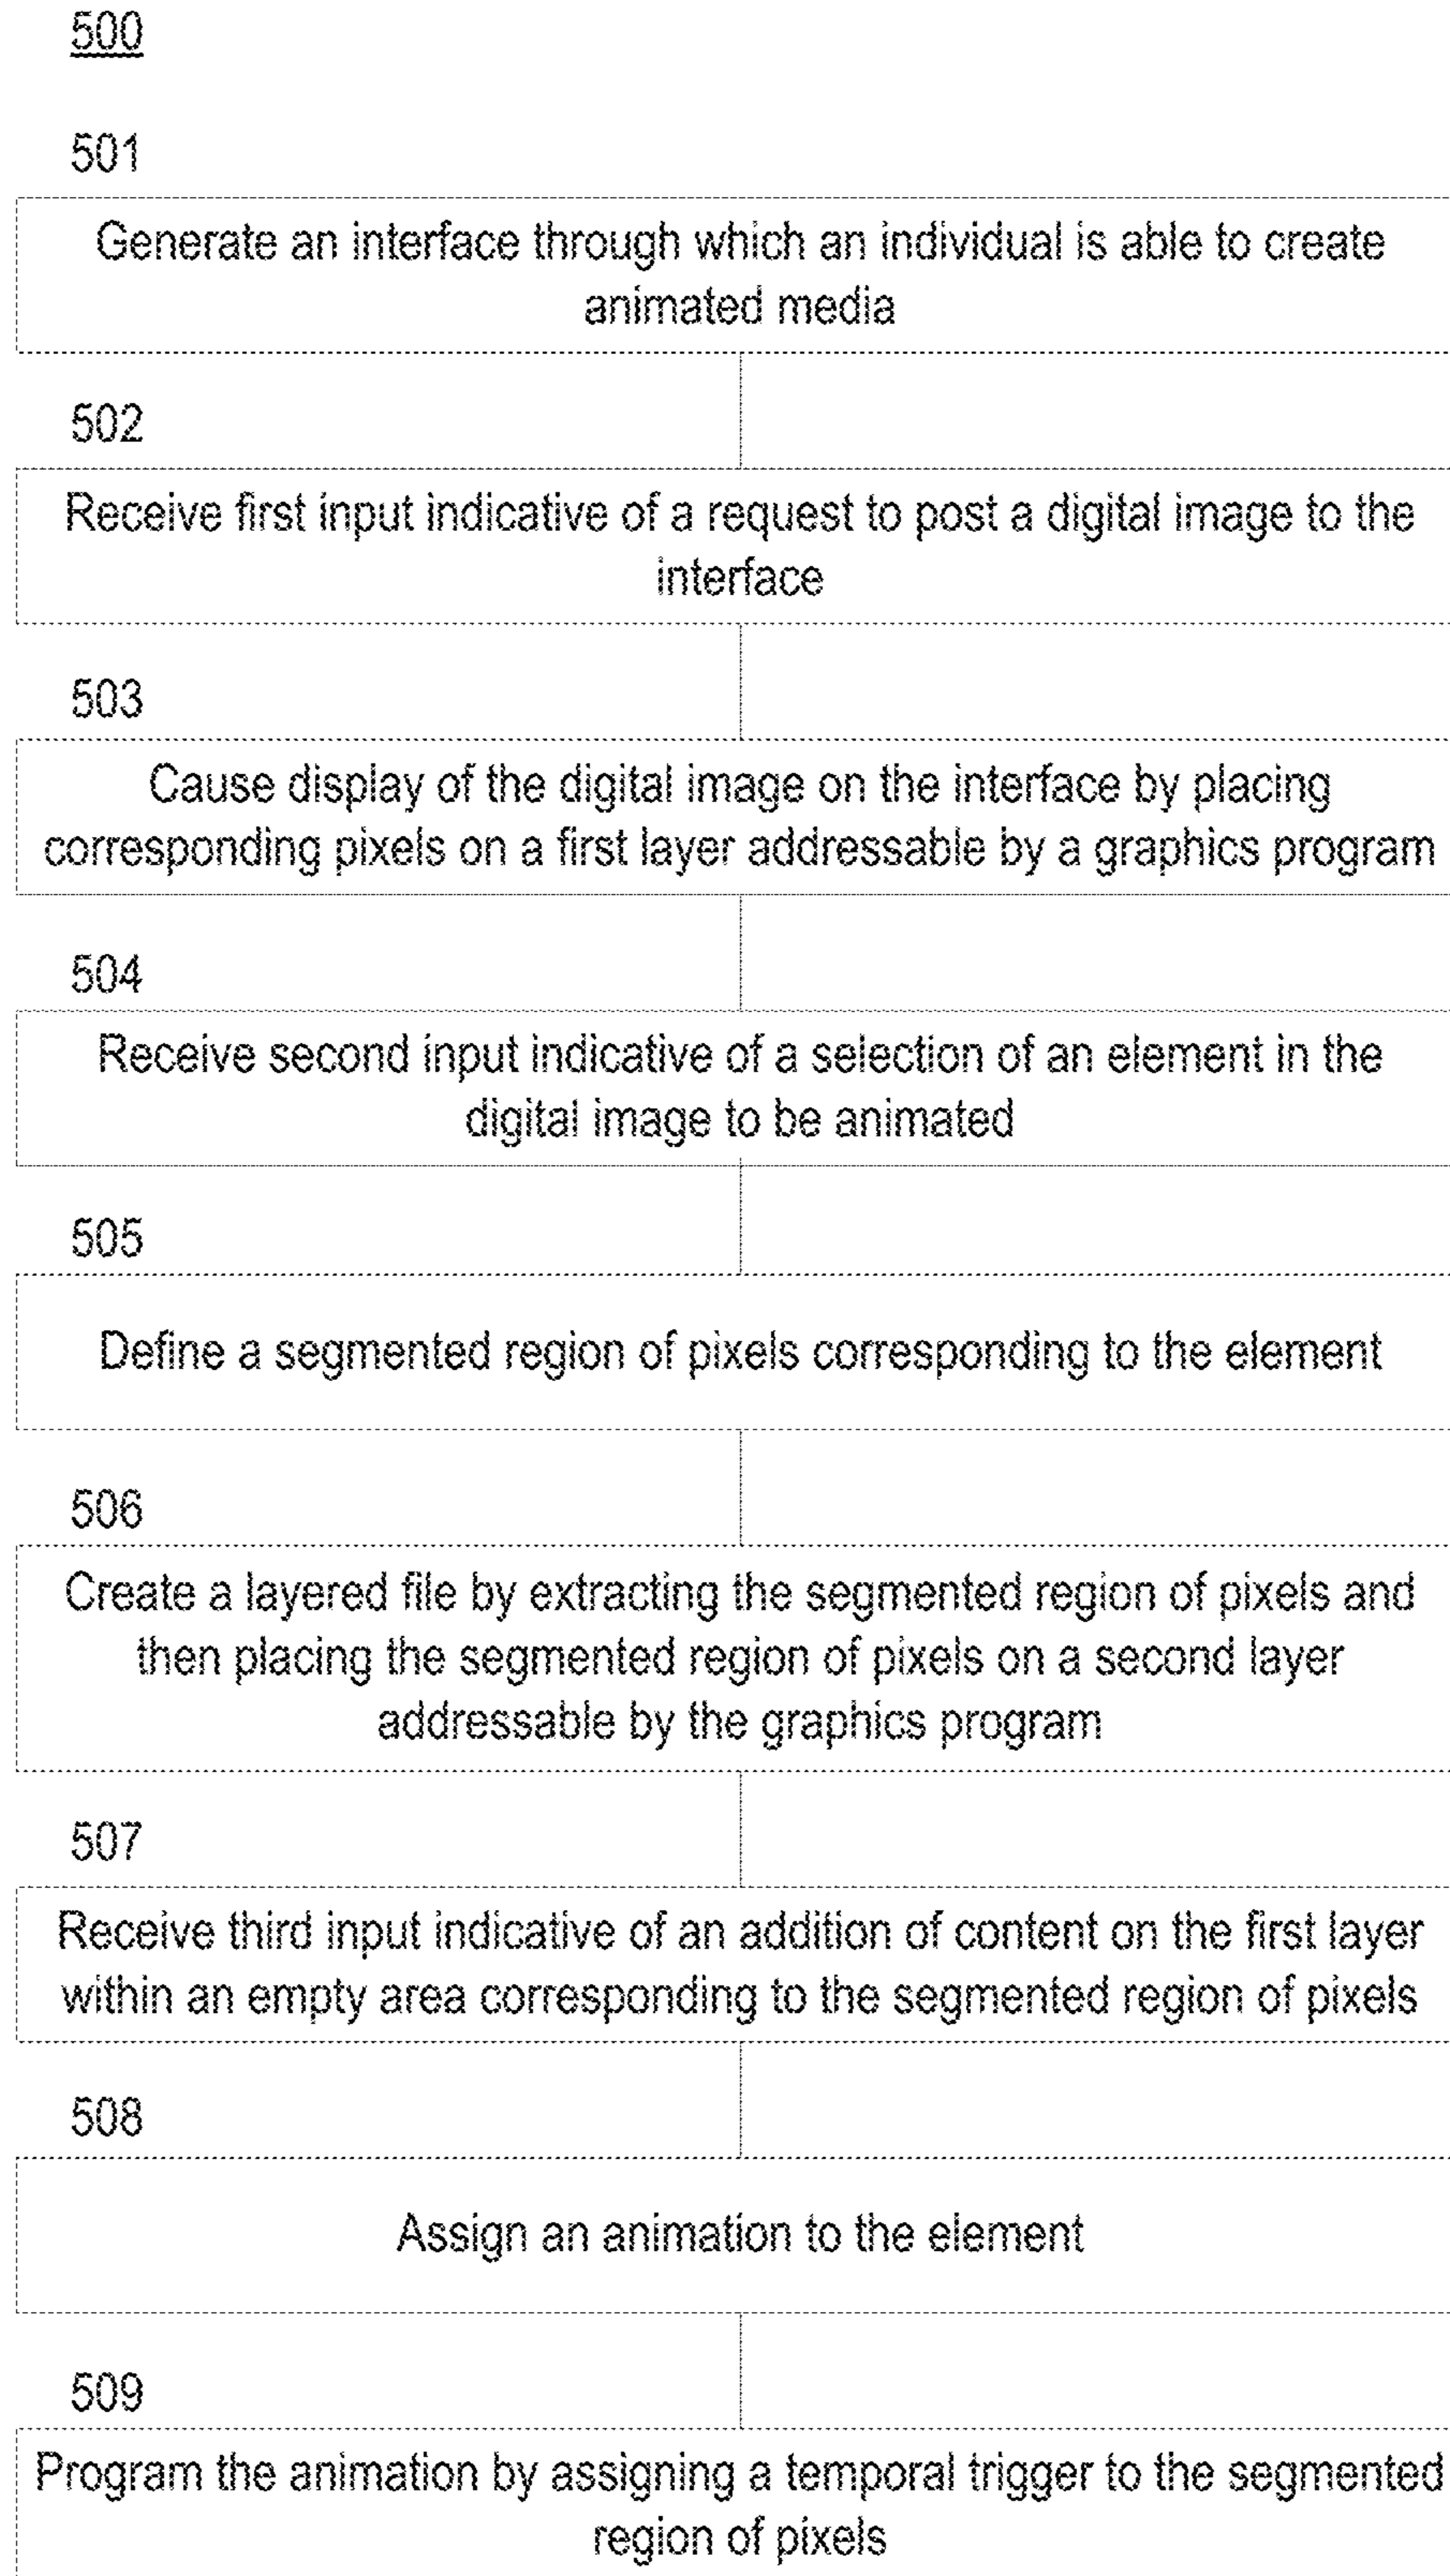 500
501
Generate an interface through which an individual is able to create
animated media
502
Receive first input indicative of a request to post a digital image to the
interface
503
Cause display of the digital image on the interface by placing
corresponding pixels on a first layer addressable by a graphics program
504
Receive second input indicative of a selection of an element in the
digital image to be animated
505
Define a segmented region of pixels corresponding to the element
506
Create a layered file by extracting the segmented region of pixels and
then placing the segmented region of pixels on a second layer
addressable by the graphics program
507
Receive third input indicative of an addition of content on the first layer
within an empty area corresponding to the segmented region of pixels
508
Assign an animation to the element
509
Program the animation by assigning a temporal trigger to the segmented
region of pixels